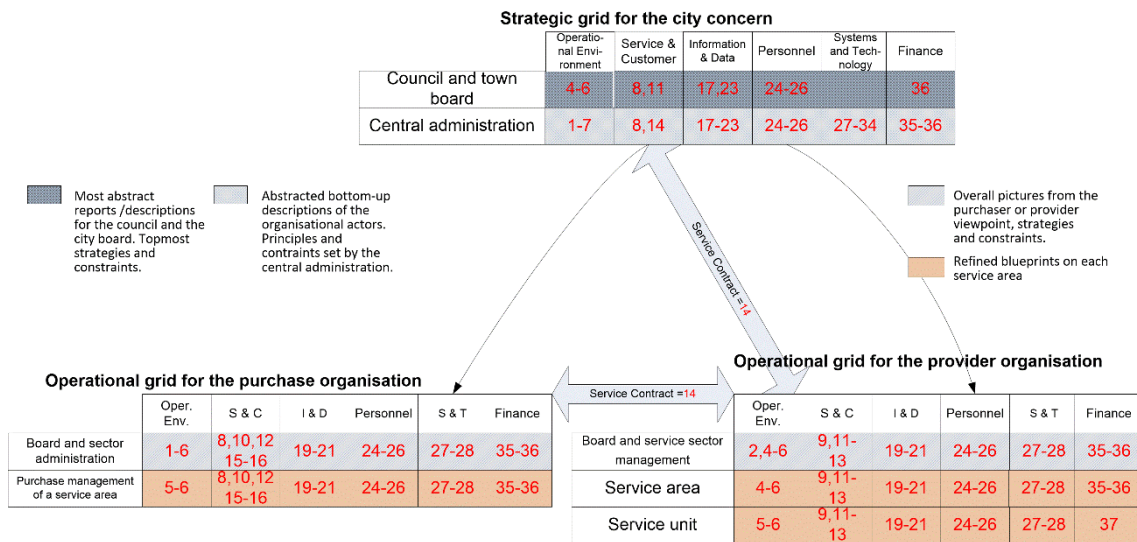 Strategic grid for the city concern
Operatio-
nal Envi-
ronment
Service &
Customer
Information
& Data
Personnel
Systems
and Tech-
nology
Finance
Council and town
board
4-6
8,11
17,23
24-26
36
Central administration
1-7
8,14
17-23
24-26
27-34
35-36
Most abstract
reports /descriptions
for the council and the
city board. Topmost
strategies and
constraints.
Abstracted bottom-up
descriptions of the
organisational actors.
Principles and
contraints set by the
central administration.
Service Contract =14
Overall pictures from the
purchaser or provider
viewpoint, strategies
and constraints.
Refined blueprints on each
service area
Operational grid for the purchase organisation
Oper.
Env.
S & C
I & D
Personnel
S & T
Finance
Board and sector
administration
1-6
8,10,12
15-16
19-21
24-26
27-28
35-36
Purchase management
of a service area
5-6
8,10,12
15-16
19-21
24-26
27-28
35-36
Service Contract =14
Operational grid for the provider organisation
Oper.
Env.
S & C
I & D
Personnel
S & T
Finance
Board and service sector
management
2,4-6
9,11-
13
19-21
24-26
27-28
35-36
Service area
4-6
9,11-
13
19-21
24-26
27-28
35-36
Service unit
5-6
9,11-
13
19-21
24-26
27-28
37